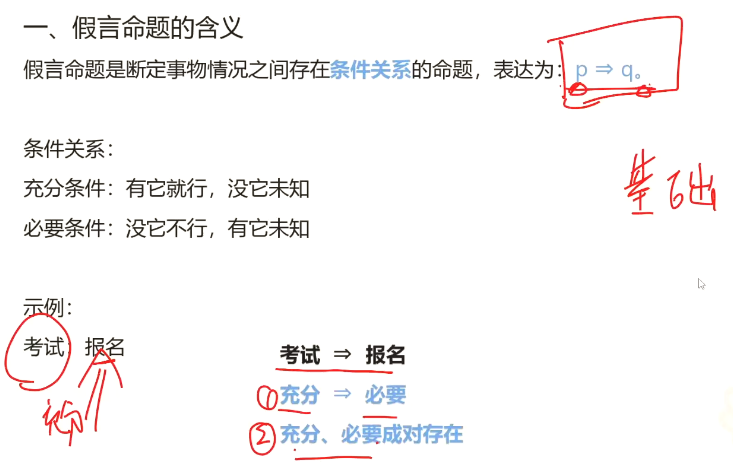 一、假言命题的含义
假言命题是断定事物情况之间存在条件关系的命题，表达为：p ⇒ q。
条件关系：
充分条件：有它就行，没它未知
必要条件：没它不行，有它未知
基础
示例：
考试 报名
考试 ⇒ 报名
①充分 ⇒ 必要
②充分、必要成对存在